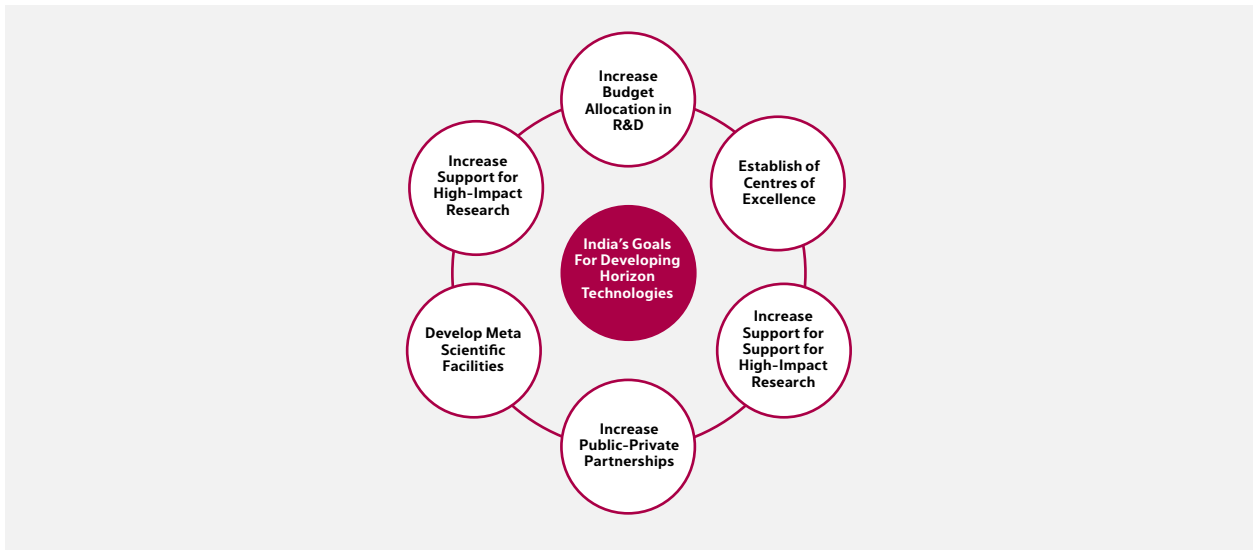 Increase
Budget
Allocation in
R&D
Establish of
Centres of
Excellence
Increase
Support for
Support for
High-Impact
Research
Increase
Public-Private
Partnerships
Develop Meta
Scientific
Facilities
Increase
Support for
High-Impact
Research
India’s Goals
For Developing
Horizon
Technologies